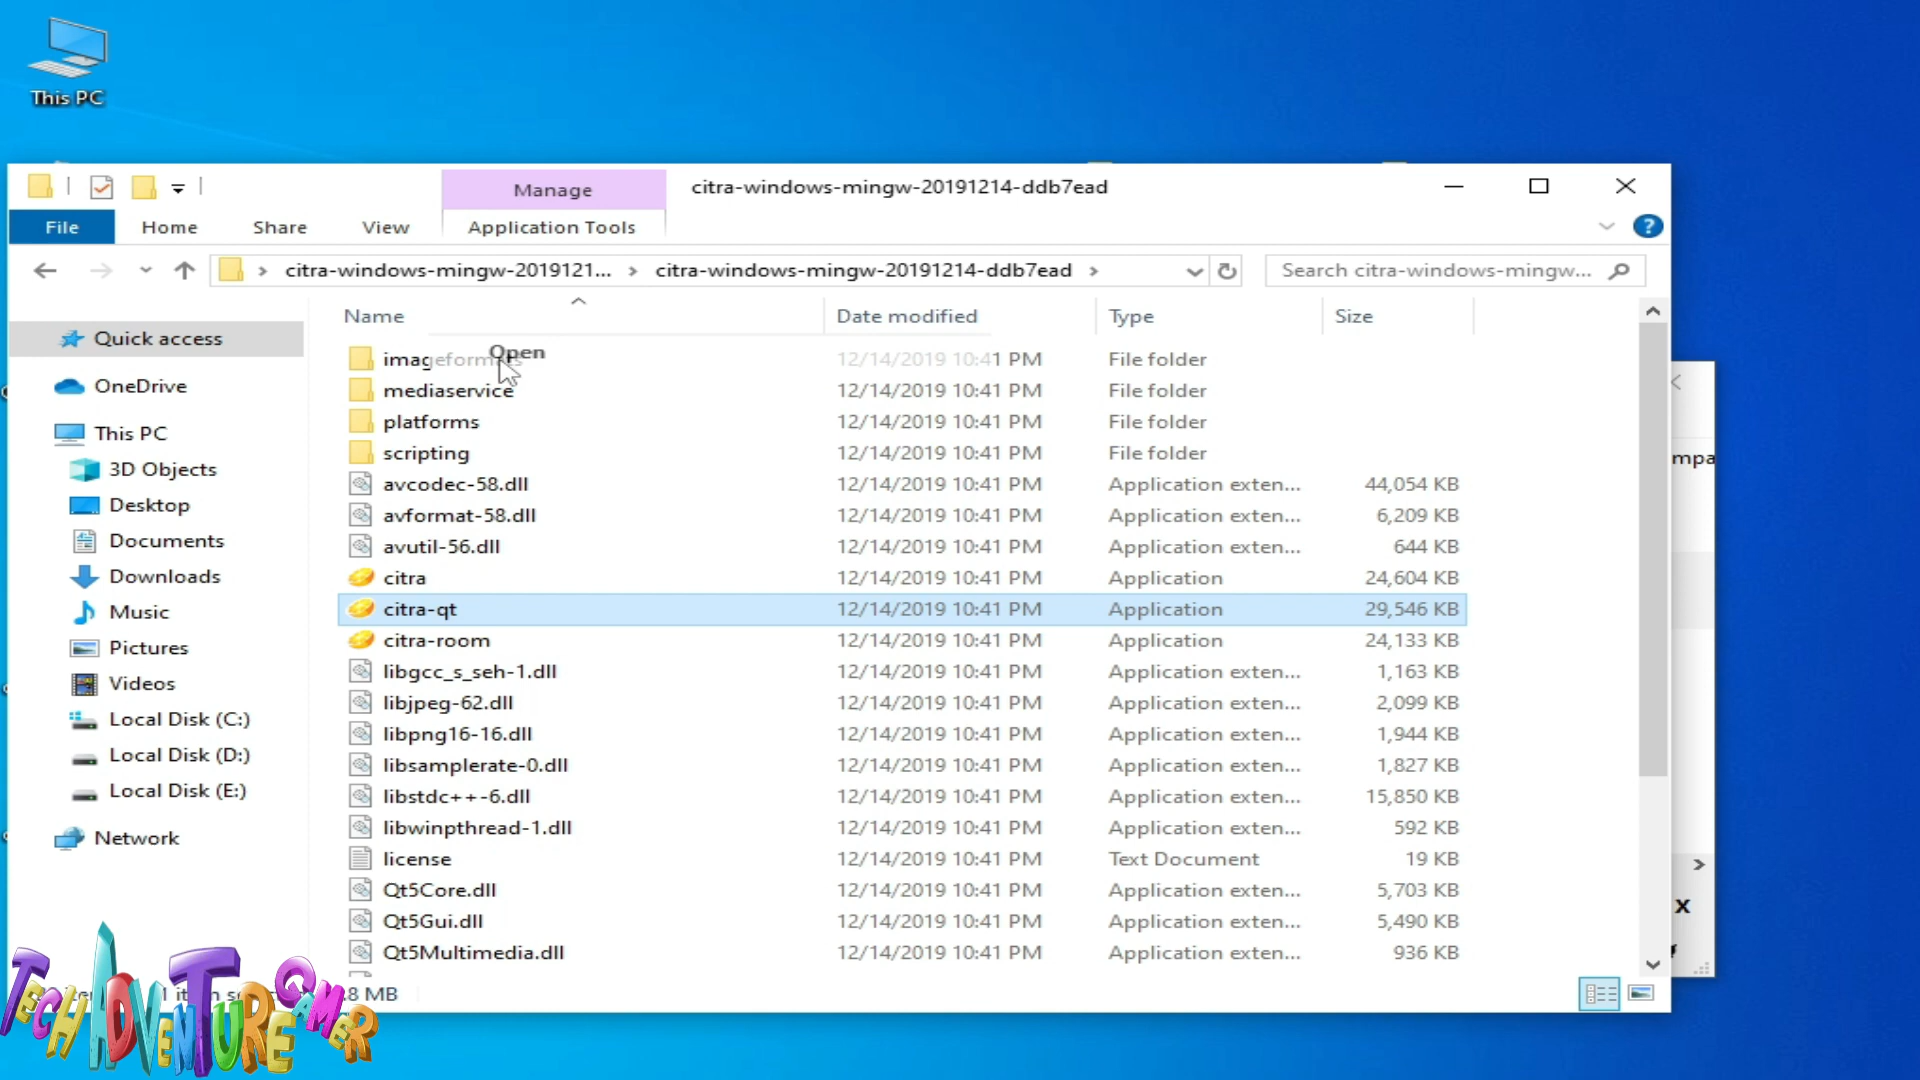 This PC
Manage
citra-windows-mingw-20191214-ddb7ead
File
Home
Share
View
Application Tools
?
citra-windows-mingw-2019121...
citra-windows-mingw-20191214-ddb7ead
Search citra-windows-mingw...
Name
Date modified
Type
Size
Quick access
OneDrive
This PC
3D Objects
Desktop
Documents
Downloads
Music
Pictures
Videos
Local Disk (C:)
Local Disk (D:)
Local Disk (E:)
Network
Open
imageformats 12/14/2019 10:41 PM File folder
mediaservice 12/14/2019 10:41 PM File folder
platforms 12/14/2019 10:41 PM File folder
scripting 12/14/2019 10:41 PM File folder
avcodec-58.dll 12/14/2019 10:41 PM Application exten... 44,054 KB
avformat-58.dll 12/14/2019 10:41 PM Application exten... 6,209 KB
avutil-56.dll 12/14/2019 10:41 PM Application exten... 644 KB
citra 12/14/2019 10:41 PM Application 24,604 KB
citra-qt 12/14/2019 10:41 PM Application 29,546 KB
citra-room 12/14/2019 10:41 PM Application 24,133 KB
libgcc_s_seh-1.dll 12/14/2019 10:41 PM Application exten... 1,163 KB
libjpeg-62.dll 12/14/2019 10:41 PM Application exten... 2,099 KB
libpng16-16.dll 12/14/2019 10:41 PM Application exten... 1,944 KB
libsamplerate-0.dll 12/14/2019 10:41 PM Application exten... 1,827 KB
libstdc++-6.dll 12/14/2019 10:41 PM Application exten... 15,850 KB
libwinpthread-1.dll 12/14/2019 10:41 PM Application exten... 592 KB
license 12/14/2019 10:41 PM Text Document 19 KB
Qt5Core.dll 12/14/2019 10:41 PM Application exten... 5,703 KB
Qt5Gui.dll 12/14/2019 10:41 PM Application exten... 5,490 KB
Qt5Multimedia.dll 12/14/2019 10:41 PM Application exten... 936 KB
mpa
x
8 MB
TECH ADVENTURE GAMER